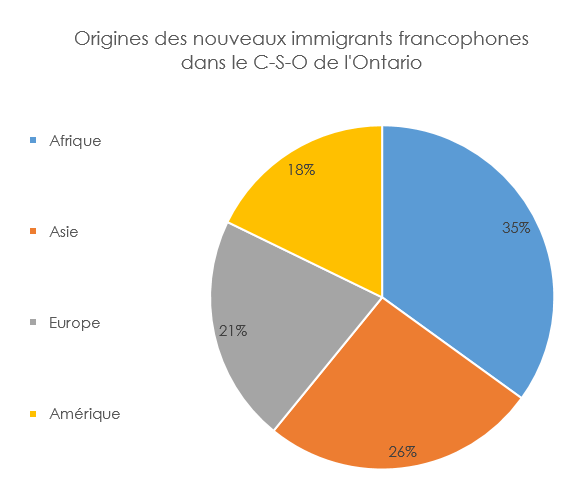 Origines des nouveaux immigrants francophones
dans le C-S-O de l'Ontario
Afrique
Asie
Europe
Amérique
18%
35%
21%
26%